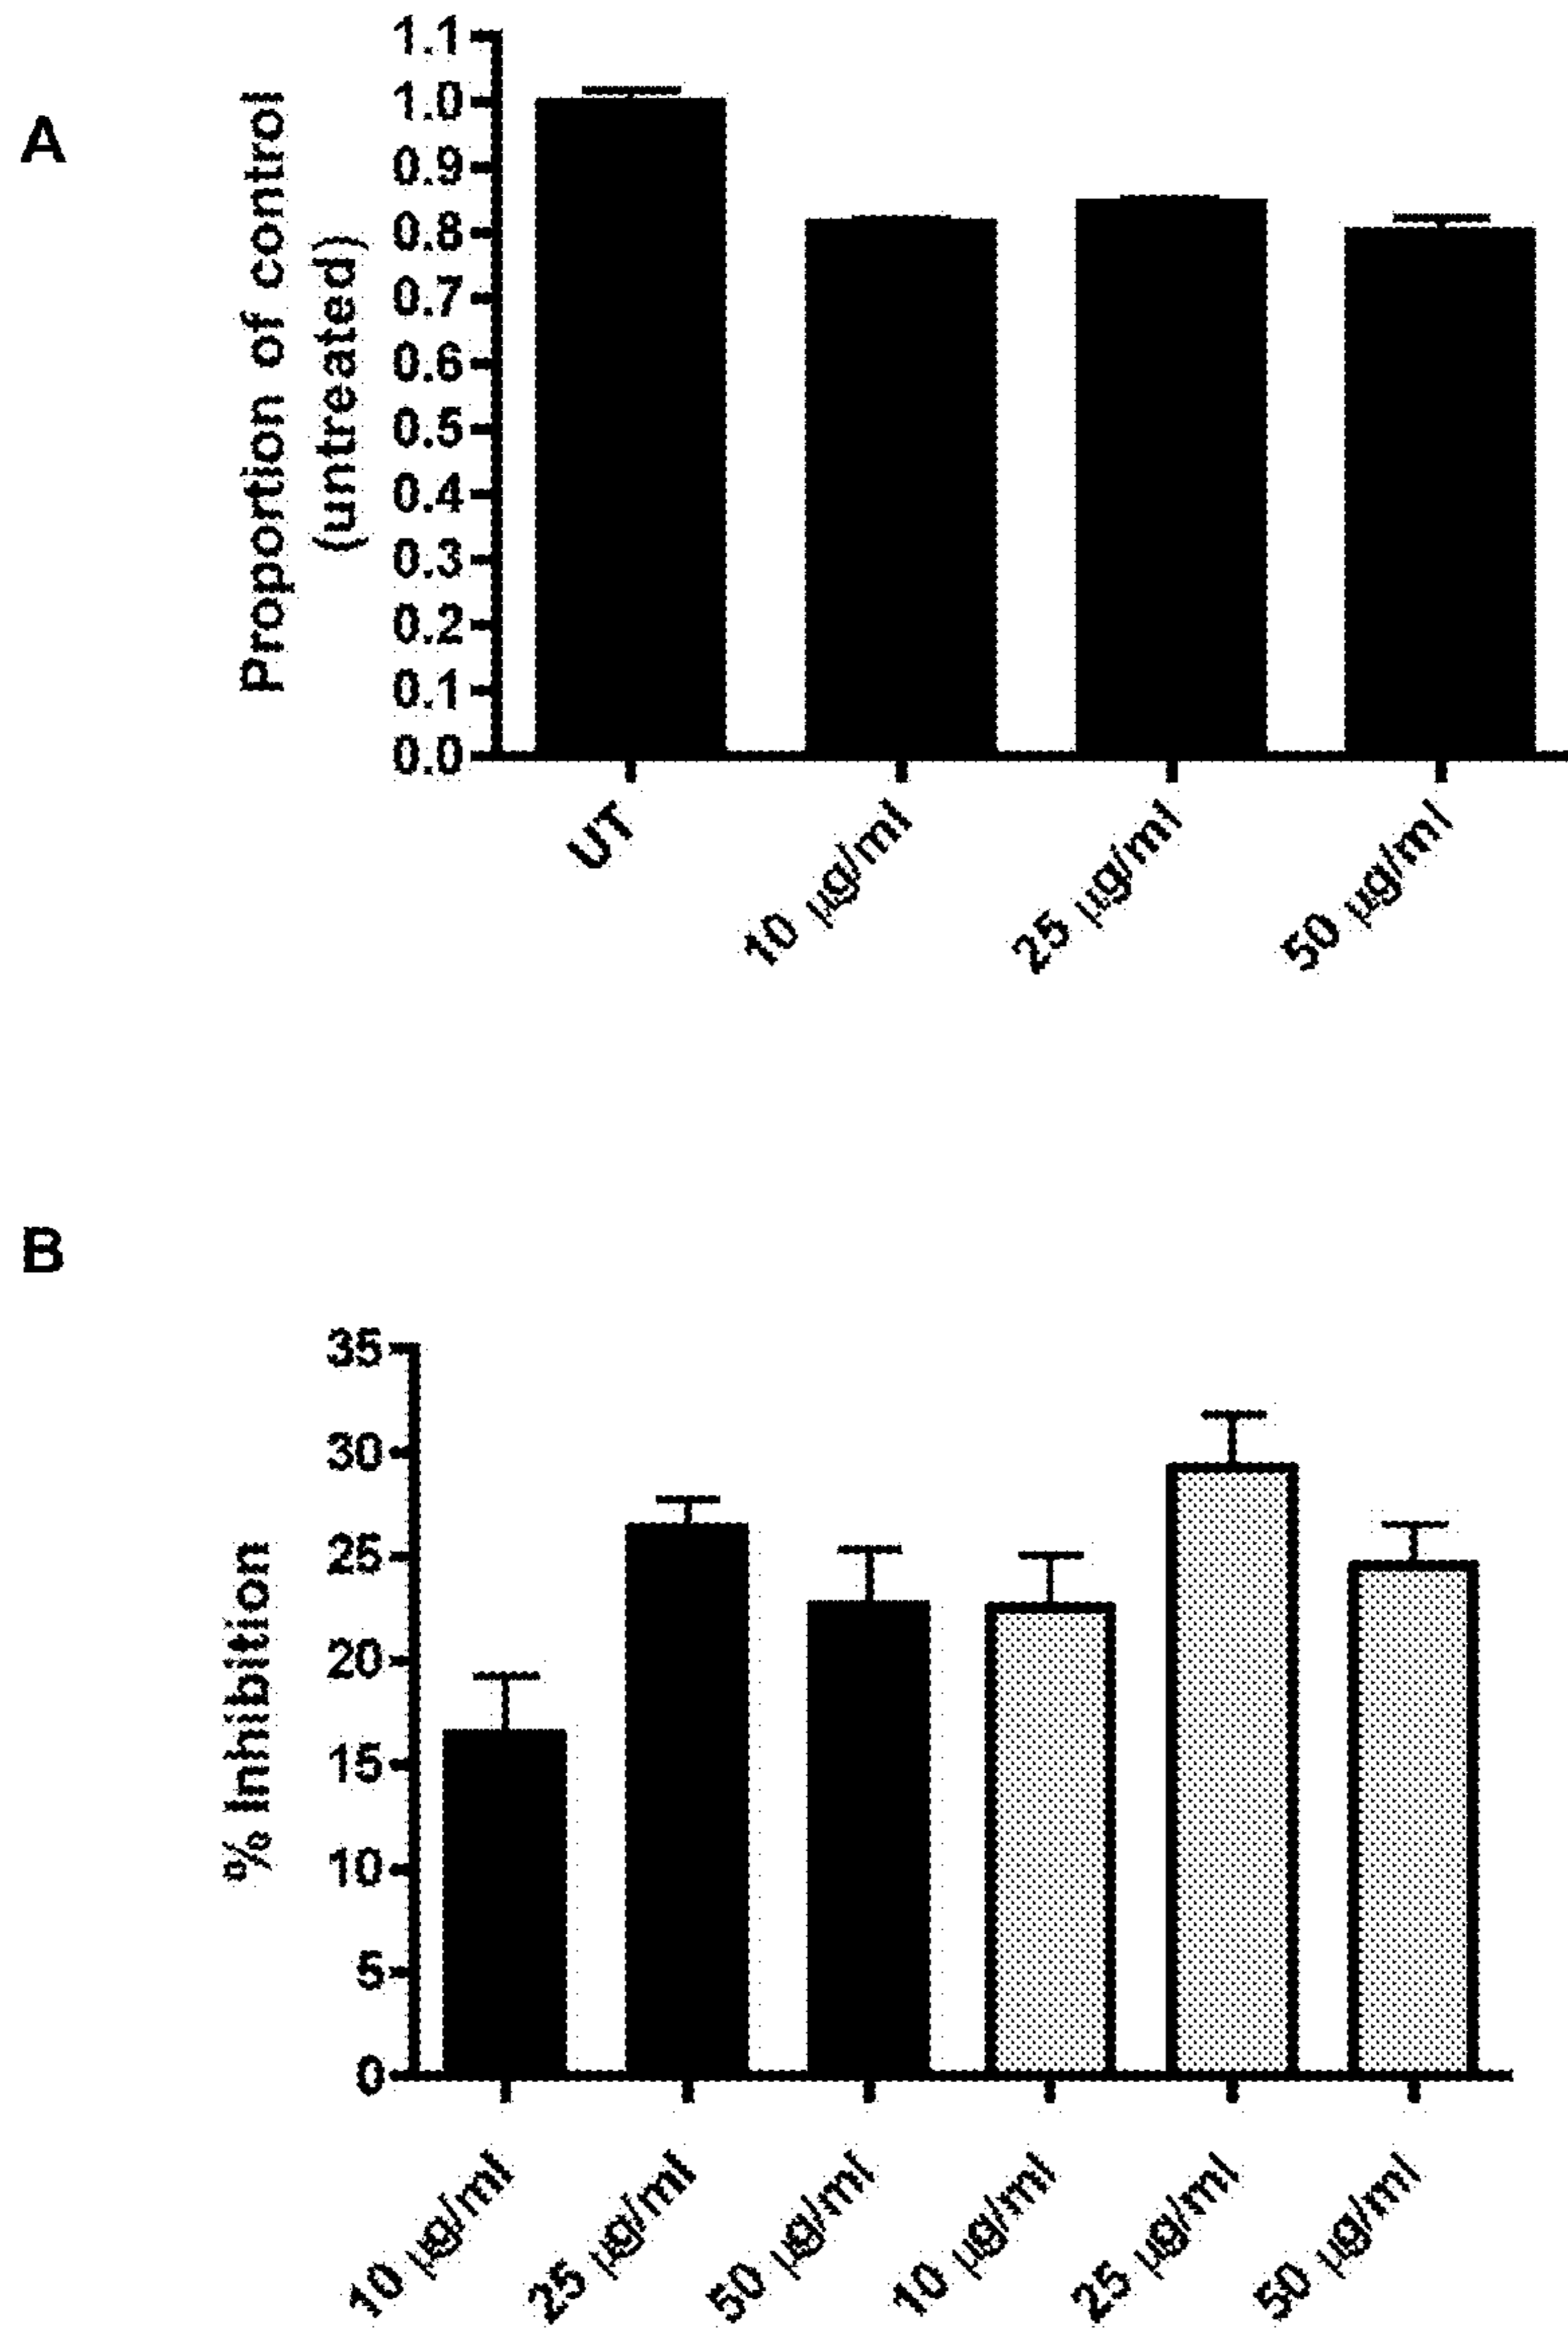 A
Proportion of control
(untreated)
1.1
1.0
0.9
0.8
0.7
0.6
0.5
0.4
0.3
0.2
0.1
0.0
UT
10 µg/ml
25 µg/ml
50 µg/ml
B
% Inhibition
35
30
25
20
15
10
5
0
10 µg/ml
25 µg/ml
50 µg/ml
10 µg/ml
25 µg/ml
50 µg/ml